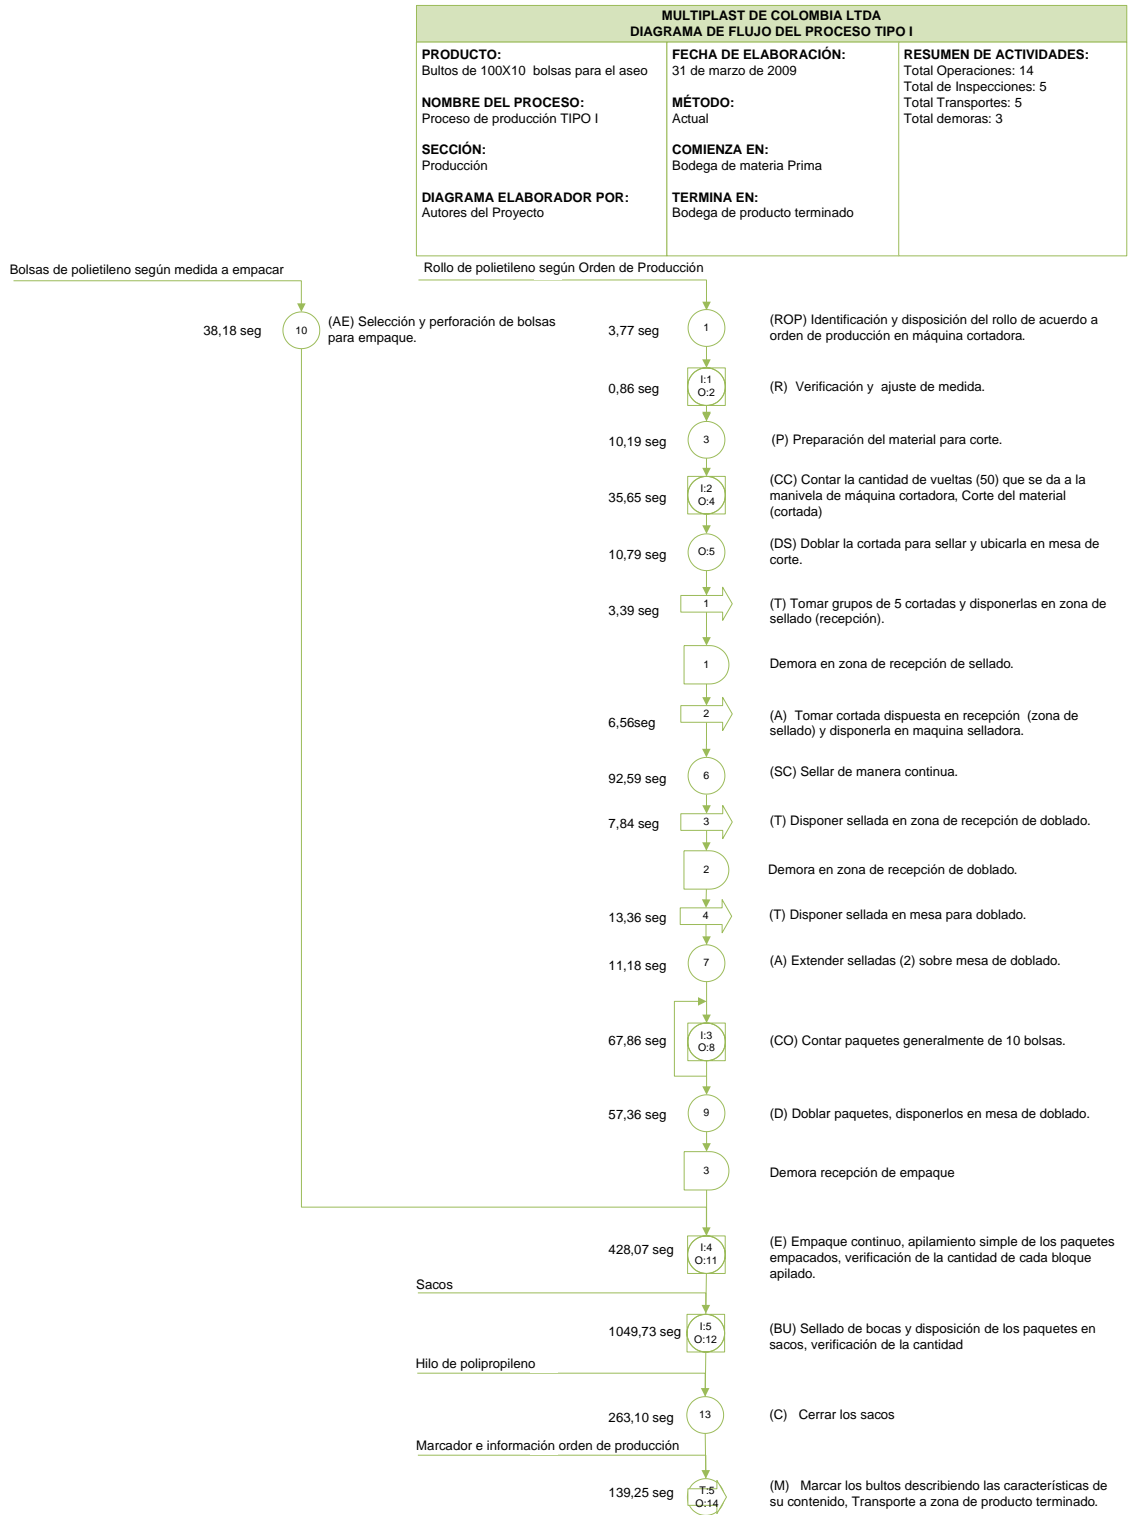 MULTIPLAST DE COLOMBIA LTDA
DIAGRAMA DE FLUJO DEL PROCESO TIPO I
PRODUCTO:
Bultos de 100X10 bolsas para el aseo
NOMBRE DEL PROCESO:
Proceso de producción TIPO I
SECCIÓN:
Producción
DIAGRAMA ELABORADOR POR:
Autores del Proyecto
FECHA DE ELABORACIÓN:
31 de marzo de 2009
MÉTODO:
Actual
COMIENZA EN:
Bodega de materia Prima
TERMINA EN:
Bodega de producto terminado
RESUMEN DE ACTIVIDADES:
Total Operaciones: 14
Total de Inspecciones: 5
Total Transportes: 5
Total demoras: 3
Bolsas de polietileno según medida a empacar
38,18 seg
10
(AE) Selección y perforación de bolsas
para empaque.
Rollo de polietileno según Orden de Producción
3,77 seg
1
(ROP) Identificación y disposición del rollo de acuerdo a
orden de producción en máquina cortadora.
0,86 seg
I:1
O:2
(R) Verificación y ajuste de medida.
10,19 seg
3
(P) Preparación del material para corte.
35,65 seg
I:2
O:4
(CC) Contar la cantidad de vueltas (50) que se da a la
manivela de máquina cortadora, Corte del material
(cortada)
10,79 seg
O:5
(DS) Doblar la cortada para sellar y ubicarla en mesa de
corte.
3,39 seg
1
(T) Tomar grupos de 5 cortadas y disponerlas en zona de
sellado (recepción).
1
Demora en zona de recepción de sellado.
6,56seg
2
(A) Tomar cortada dispuesta en recepción (zona de
sellado) y disponerla en maquina selladora.
92,59 seg
6
(SC) Sellar de manera continua.
7,84 seg
3
(T) Disponer sellada en zona de recepción de doblado.
2
Demora en zona de recepción de doblado.
13,36 seg
4
(T) Disponer sellada en mesa para doblado.
11,18 seg
7
(A) Extender selladas (2) sobre mesa de doblado.
67,86 seg
I:3
O:8
(CO) Contar paquetes generalmente de 10 bolsas.
57,36 seg
9
(D) Doblar paquetes, disponerlos en mesa de doblado.
3
Demora recepción de empaque
428,07 seg
I:4
O:11
(E) Empaque continuo, apilamiento simple de los paquetes
empacados, verificación de la cantidad de cada bloque
apilado.
Sacos
1049,73 seg
I:5
O:12
(BU) Sellado de bocas y disposición de los paquetes en
sacos, verificación de la cantidad
Hilo de polipropileno
263,10 seg
13
(C) Cerrar los sacos
Marcador e información orden de producción
139,25 seg
T:5
O:14
(M) Marcar los bultos describiendo las características de
su contenido, Transporte a zona de producto terminado.